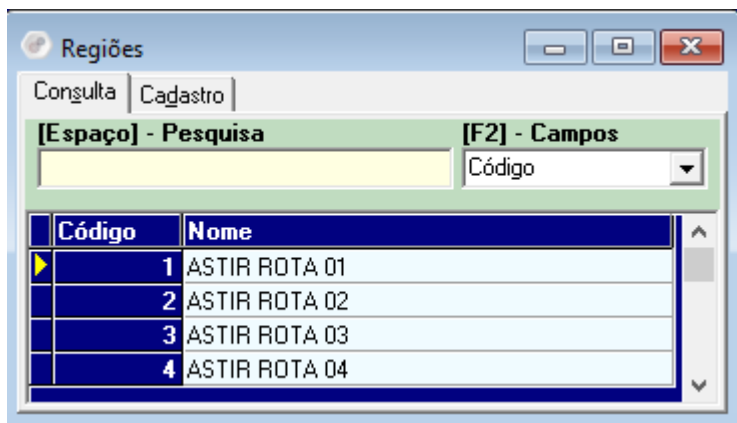 Regiões
Consulta Cadastro
[Espaço] - Pesquisa [F2] - Campos
Código
Código Nome
1 ASTIR ROTA 01
2 ASTIR ROTA 02
3 ASTIR ROTA 03
4 ASTIR ROTA 04